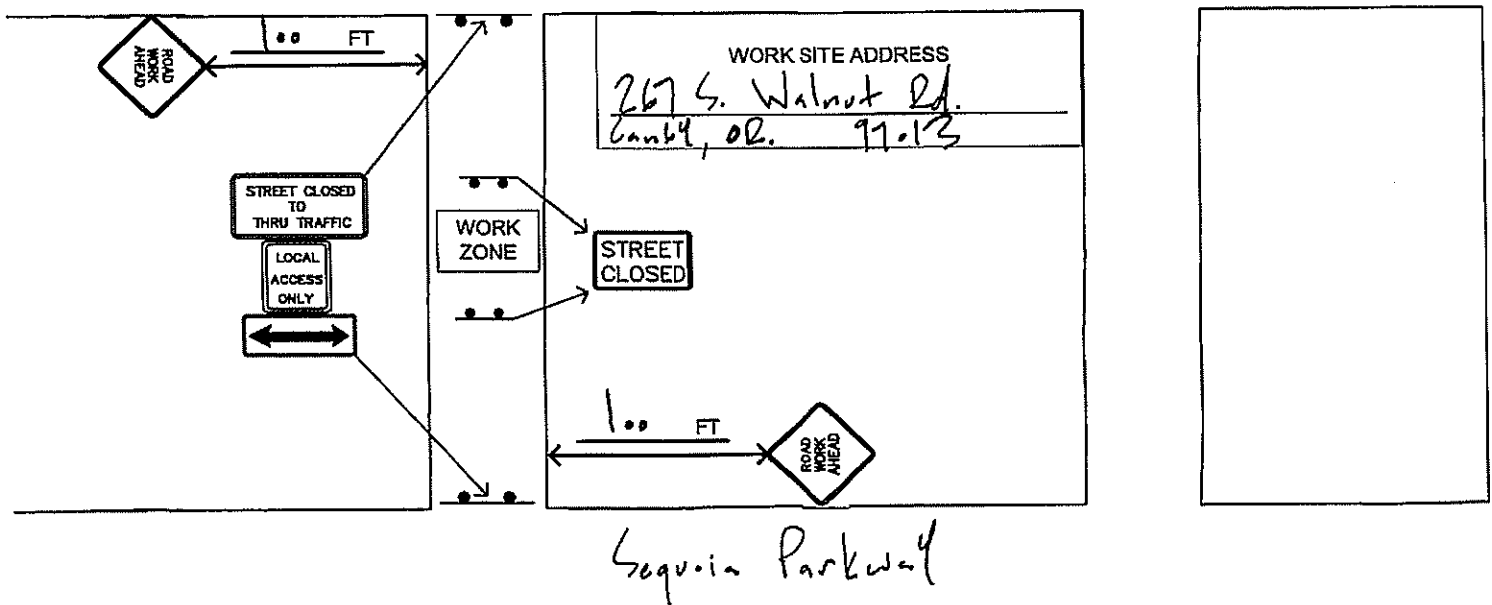 100 FT
ROAD
WORK
AHEAD
WORK SITE ADDRESS
267 S. Walnut Rd.
Canby, OR. 97013
STREET CLOSED
TO
THRU TRAFFIC
LOCAL
ACCESS
ONLY
WORK
ZONE
STREET
CLOSED
100 FT
ROAD
WORK
AHEAD
Sequoia Parkway